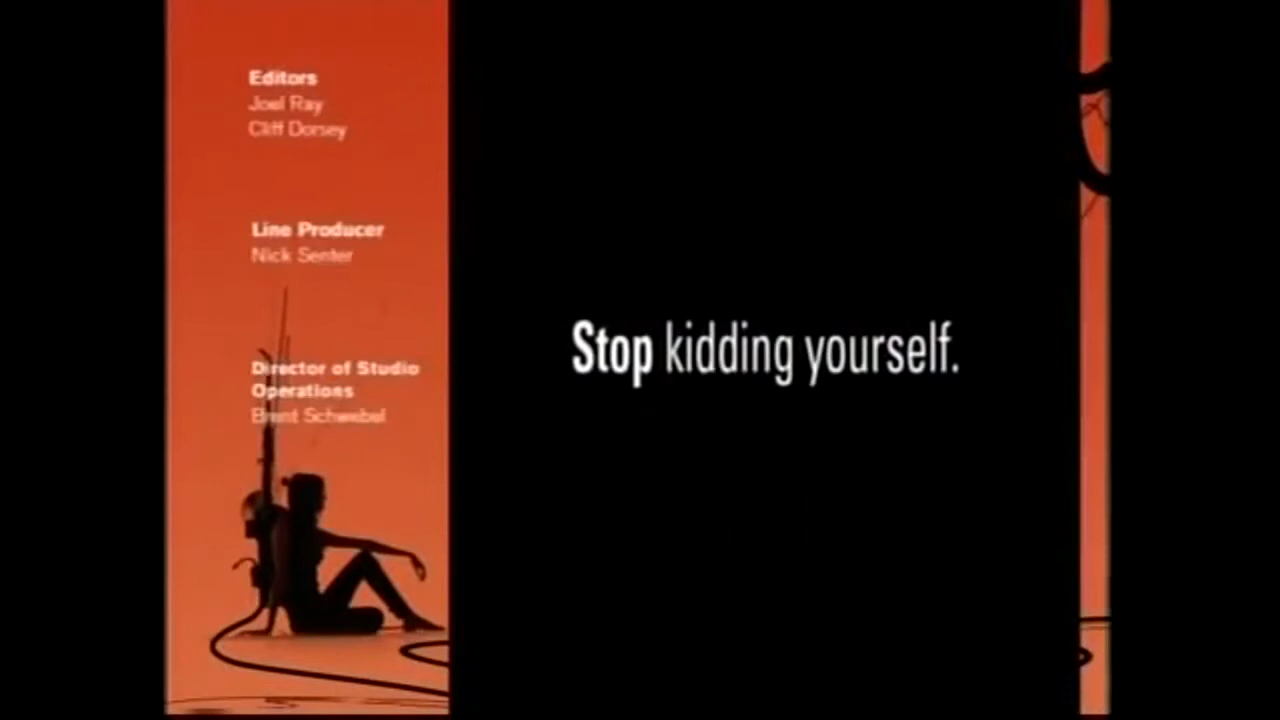 Editors
Joel Ray
Cliff Dorsey
Line Producer
Nick Senter
Director of Studio
Operations
Brent Schwebel
Stop kidding yourself.